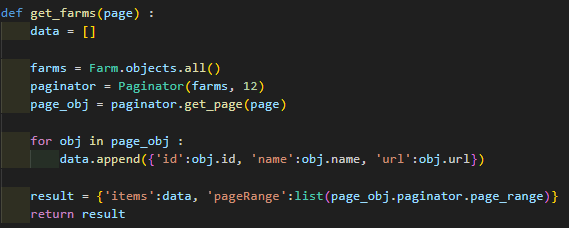 def get_farms(page) :
    data = []

    farms = Farm.objects.all()
    paginator = Paginator(farms, 12)
    page_obj = paginator.get_page(page)

    for obj in page_obj :
        data.append({'id':obj.id, 'name':obj.name, 'url':obj.url})

    result = {'items':data, 'pageRange':list(page_obj.paginator.page_range)}
    return result